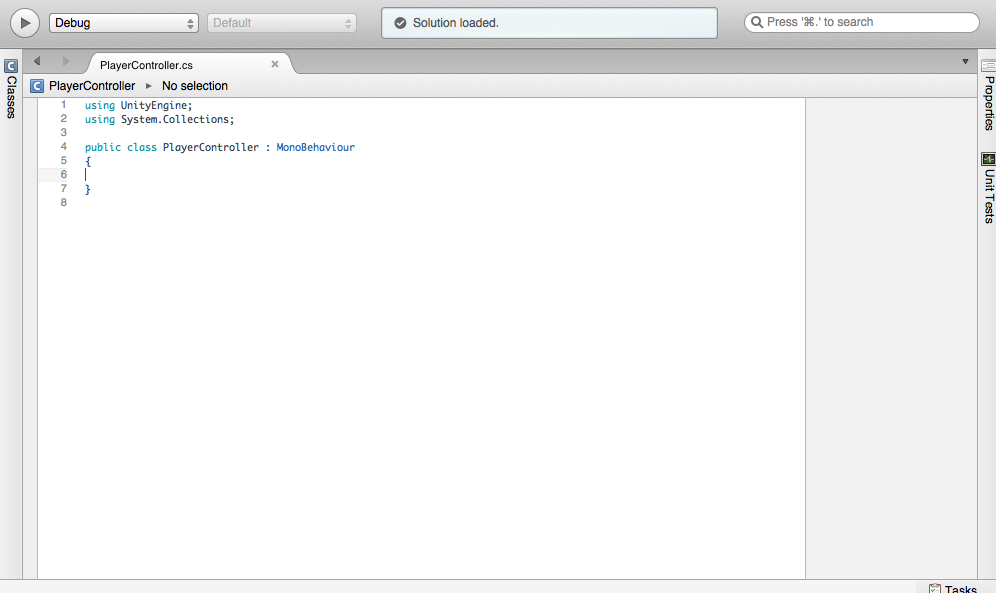 Debug
Default
Solution loaded.
Press '⌘.' to search
Classes
PlayerController.cs
PlayerController
No selection
1 using UnityEngine;
2 using System.Collections;
3
4 public class PlayerController : MonoBehaviour
5 {
6
7 }
8
Properties
Unit Tests
Tasks